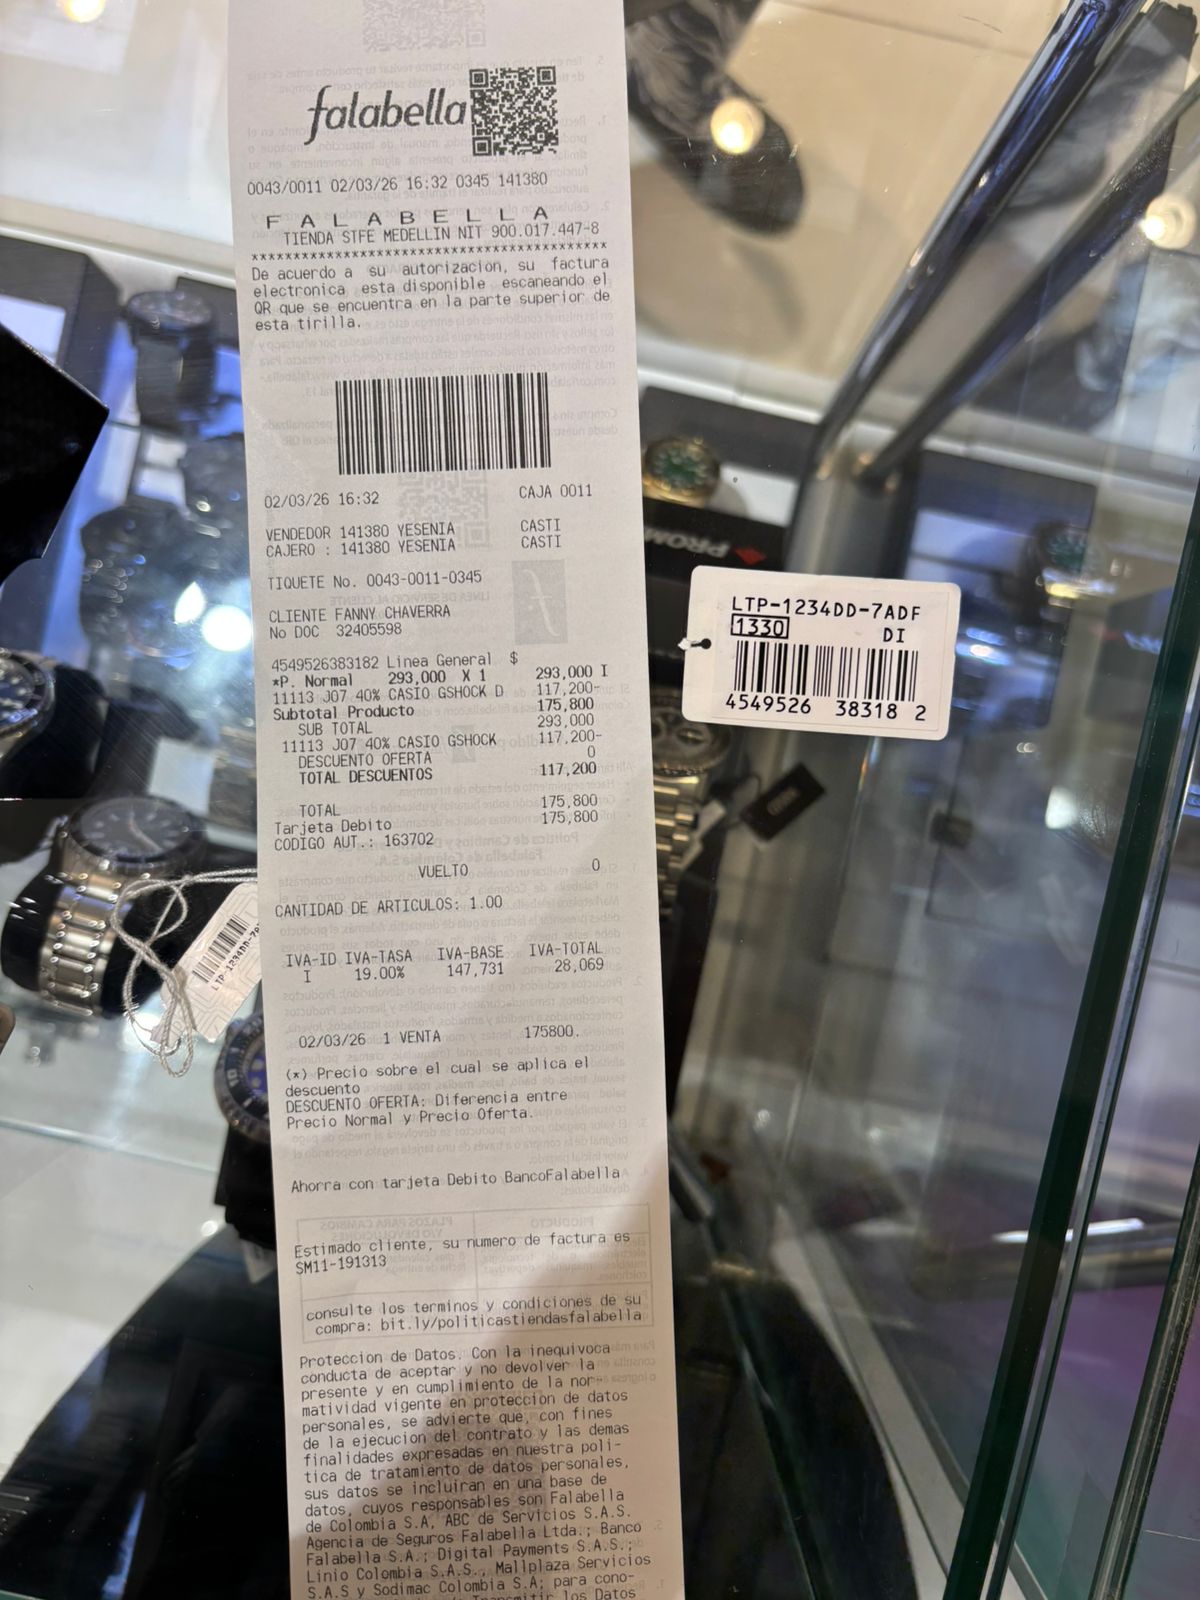 falabella
0043/0011 02/03/26 16:32 0345 141380
F A L A B E L L A
TIENDA STFE MEDELLIN NIT 900.017.447-8
******************************************
De acuerdo a su autorizacion, su factura
electronica esta disponible escaneando el
QR que se encuentra en la parte superior de
esta tirilla.
02/03/26 16:32 CAJA 0011
VENDEDOR 141380 YESENIA CASTI
CAJERO : 141380 YESENIA CASTI
TIQUETE No. 0043-0011-0345
CLIENTE FANNY CHAVERRA
No DOC 32405598
4549526383182 Linea General $
*P. Normal 293,000 X 1 293,000 I
11113 J07 40% CASIO GSHOCK D 117,200-
Subtotal Producto 175,800
SUB TOTAL 293,000
11113 J07 40% CASIO GSHOCK 117,200-
DESCUENTO OFERTA 0
TOTAL DESCUENTOS 117,200
TOTAL 175,800
Tarjeta Debito 175,800
CODIGO AUT.: 163702
VUELTO 0
CANTIDAD DE ARTICULOS: 1.00
IVA-ID IVA-TASA IVA-BASE IVA-TOTAL
I 19.00% 147,731 28,069
02/03/26 1 VENTA 175800.
(*) Precio sobre el cual se aplica el
descuento
DESCUENTO OFERTA: Diferencia entre
Precio Normal y Precio Oferta.
Ahorra con tarjeta Debito BancoFalabella
Estimado cliente, su numero de factura es
SM11-191313
consulte los terminos y condiciones de su
compra: bit.ly/politicastiendasfalabella
Proteccion de Datos. Con la inequivoca
conducta de aceptar y no devolver la
presente y en cumplimiento de la nor-
matividad vigente en protección de datos
personales, se advierte que, con fines
de la ejecucion del contrato y las demas
finalidades expresadas en nuestra poli-
tica de tratamiento de datos personales,
sus datos se incluiran en una base de
datos, cuyos responsables son Falabella
de Colombia S.A, ABC de Servicios S.A.S.
Agencia de Seguros Falabella Ltda.; Banco
Falabella S.A.; Digital Payments S.A.S.;
Linio Colombia S.A.S., Mallplaza Servicios
S.A.S y Sodimac Colombia S.A; para cono-
Transmitir los Datos
LTP-1234DD-7ADF
1330 DI
4549526 38318 2